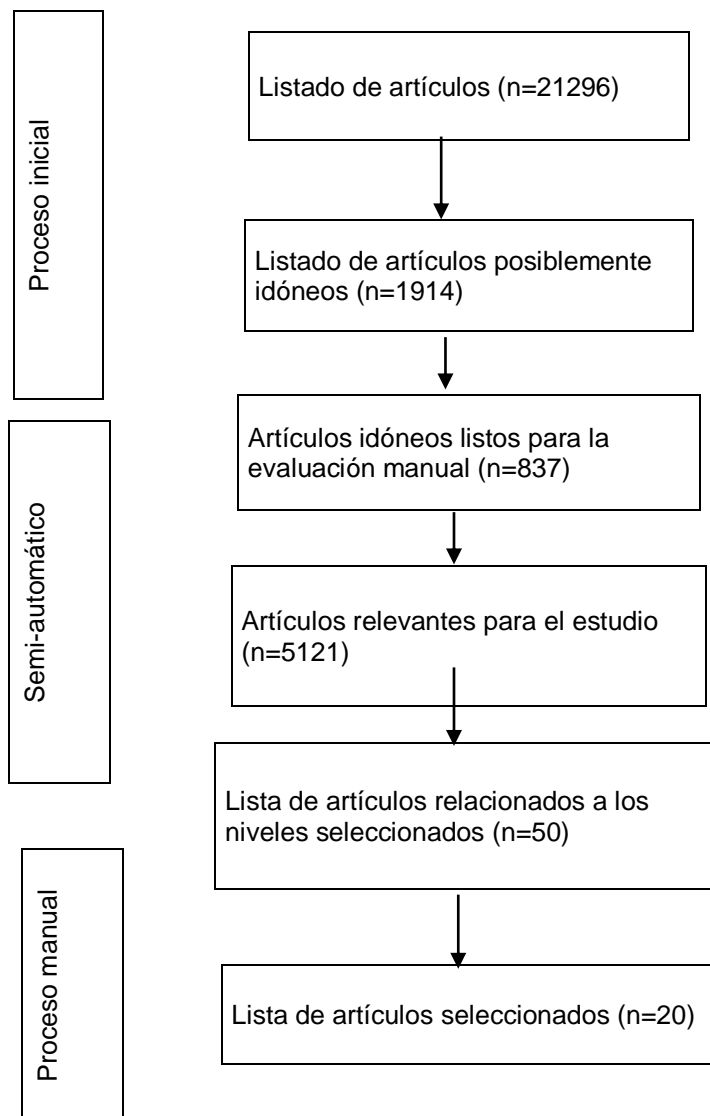 Proceso inicial
Listado de artículos (n=21296)
Listado de artículos posiblemente
idóneos (n=1914)
Semi-automático
Artículos idóneos listos para la
evaluación manual (n=837)
Artículos relevantes para el estudio
(n=5121)
Lista de artículos relacionados a los
niveles seleccionados (n=50)
Proceso manual
Lista de artículos seleccionados (n=20)